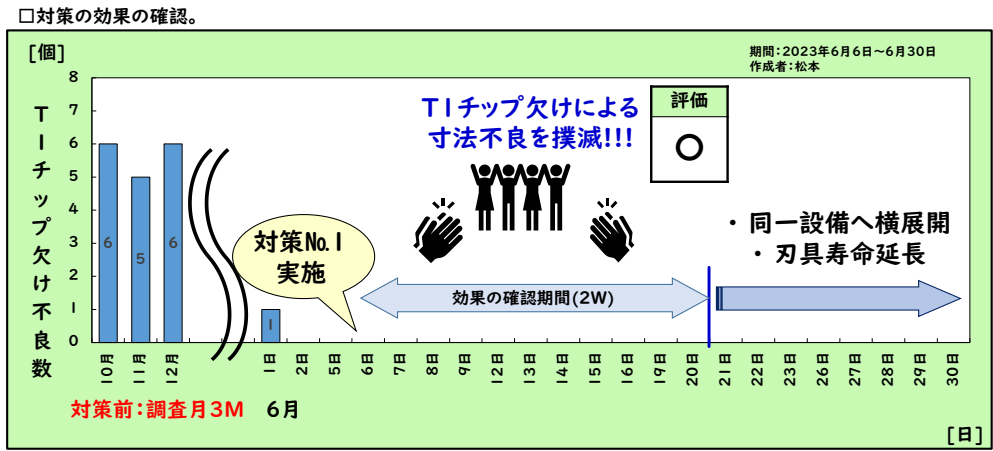 □対策の効果の確認。
[個]
期間：2023年6月6日～6月30日
作成者：松本
TIチップ欠け不良数
8
7
6
5
4
3
2
1
0
6
5
6
1
TIチップ欠けによる
寸法不良を撲滅!!!
評価
○
対策No.1
実施
効果の確認期間(2W)
・同一設備へ横展開
・刃具寿命延長
10月
11月
12月
1日
2日
5日
6日
7日
8日
9日
12日
13日
14日
15日
16日
19日
20日
21日
22日
23日
26日
27日
28日
29日
30日
対策前：調査月3M 6月
[日]